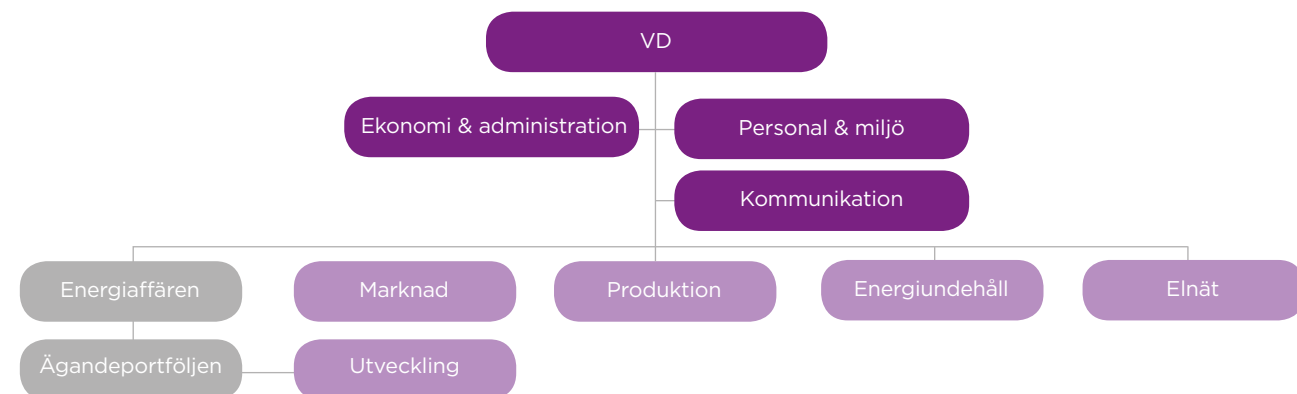 VD
Ekonomi & administration
Personal & miljö
Kommunikation
Energiaffären
Marknad
Produktion
Energiundehåll
Elnät
Ägandeportföljen
Utveckling